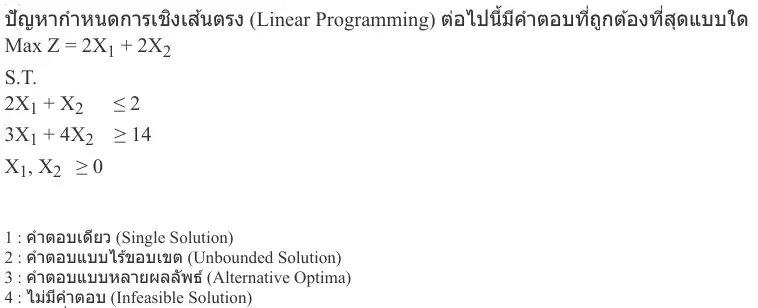 ปัญหากำหนดการเชิงเส้นตรง (Linear Programming) ต่อไปนี้มีคำตอบที่ถูกต้องที่สุดแบบใด
Max Z = 2X₁ + 2X₂
S.T.
2X₁ + X₂ ≤ 2
3X₁ + 4X₂ ≥ 14
X₁, X₂ ≥ 0
1 : คำตอบเดียว (Single Solution)
2 : คำตอบแบบไร้ขอบเขต (Unbounded Solution)
3 : คำตอบแบบหลายผลลัพธ์ (Alternative Optima)
4 : ไม่มีคำตอบ (Infeasible Solution)